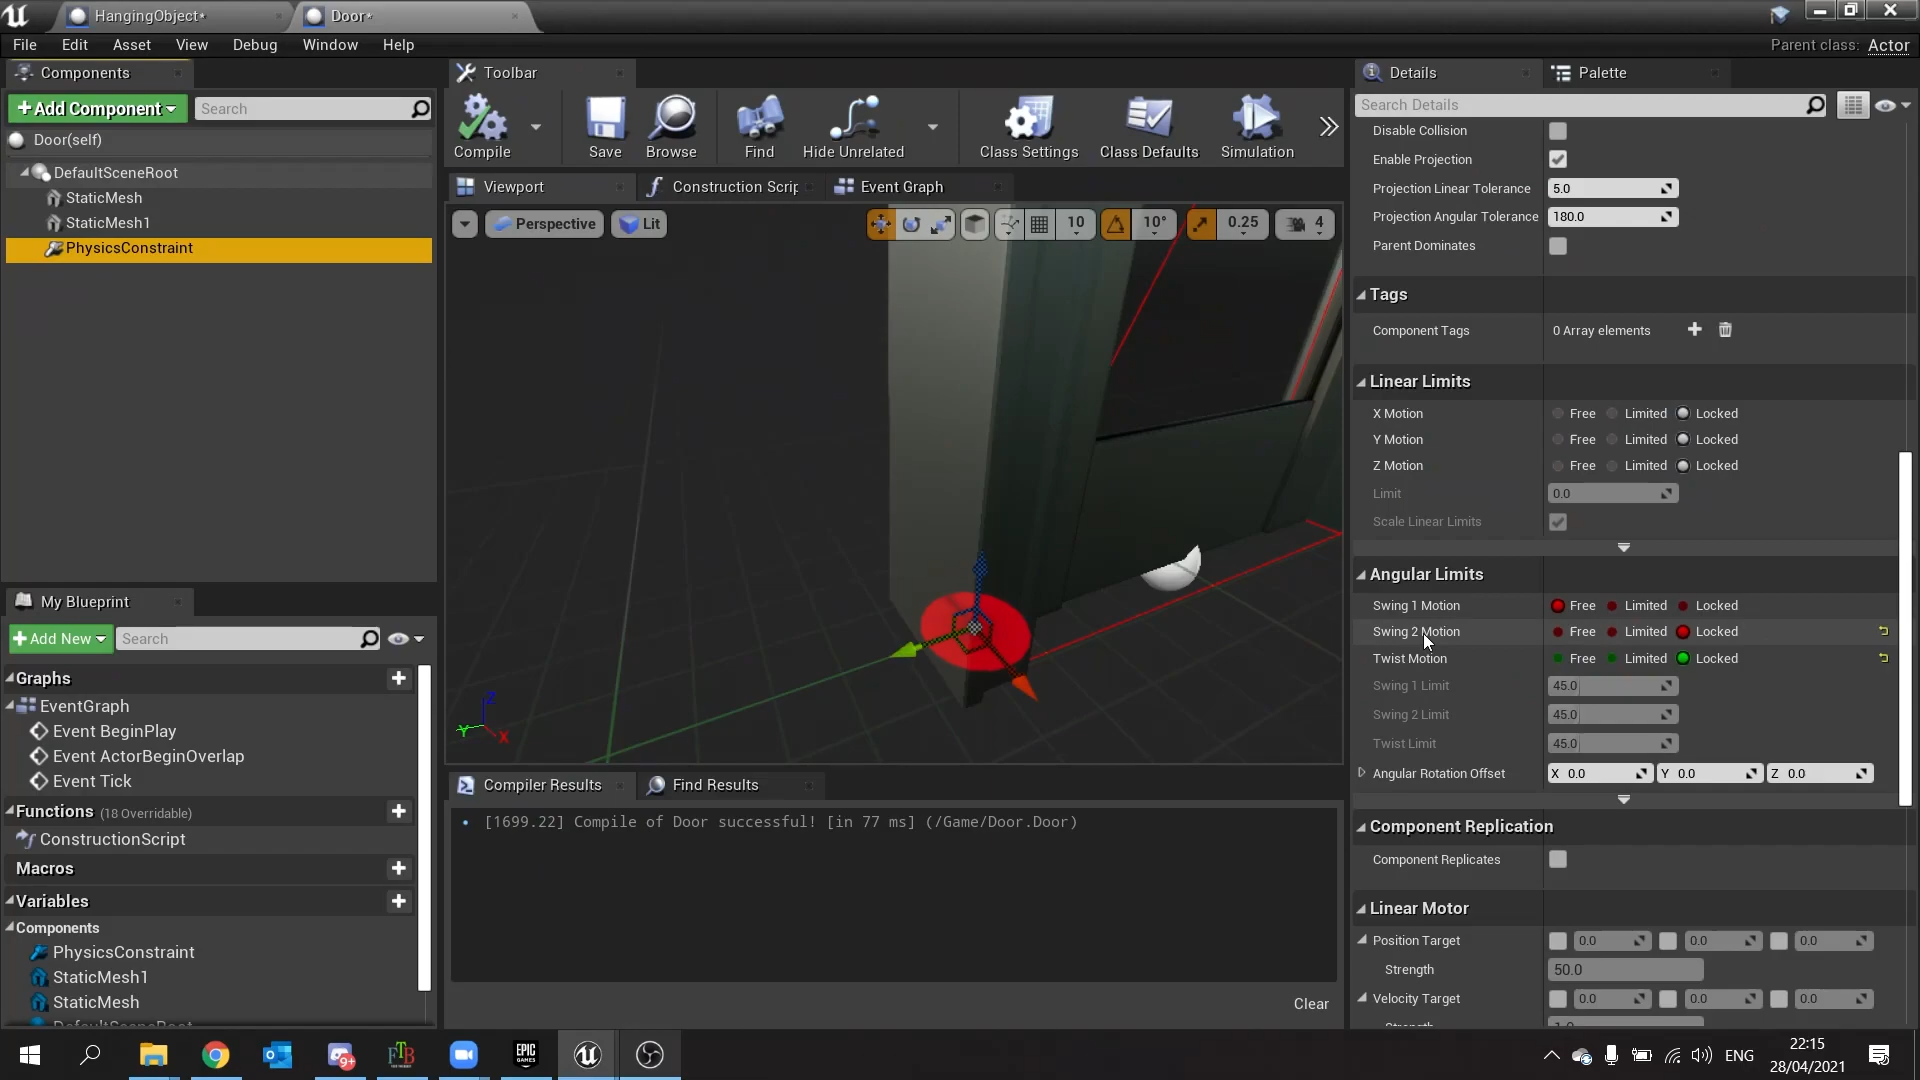 HangingObject*
Door*
File Edit Asset View Debug Window Help
Parent class: Actor
Components
Add Component
Search
Door(self)
DefaultSceneRoot
StaticMesh
StaticMesh1
PhysicsConstraint
Toolbar
Compile
Save
Browse
Find
Hide Unrelated
Class Settings
Class Defaults
Simulation
Viewport
Construction Scrip
Event Graph
Perspective
Lit
10
10°
0.25
4
Z
Y
X
My Blueprint
Add New
Search
Graphs
EventGraph
Event BeginPlay
Event ActorBeginOverlap
Event Tick
Functions (18 Overridable)
ConstructionScript
Macros
Variables
Components
PhysicsConstraint
StaticMesh1
StaticMesh
DefaultSceneRoot
Compiler Results
Find Results
[1699.22] Compile of Door successful! [in 77 ms] (/Game/Door.Door)
Clear
Details
Palette
Search Details
Disable Collision
Enable Projection
Projection Linear Tolerance 5.0
Projection Angular Tolerance 180.0
Parent Dominates
Tags
Component Tags 0 Array elements
Linear Limits
X Motion Free Limited Locked
Y Motion Free Limited Locked
Z Motion Free Limited Locked
Limit 0.0
Scale Linear Limits
Angular Limits
Swing 1 Motion Free Limited Locked
Swing 2 Motion Free Limited Locked
Twist Motion Free Limited Locked
Swing 1 Limit 45.0
Swing 2 Limit 45.0
Twist Limit 45.0
Angular Rotation Offset X 0.0 Y 0.0 Z 0.0
Component Replication
Component Replicates
Linear Motor
Position Target 0.0 0.0 0.0
Strength 50.0
Velocity Target 0.0 0.0 0.0
Strength 1.0
9+
FTB
EPIC GAMES
ENG
22:15
28/04/2021